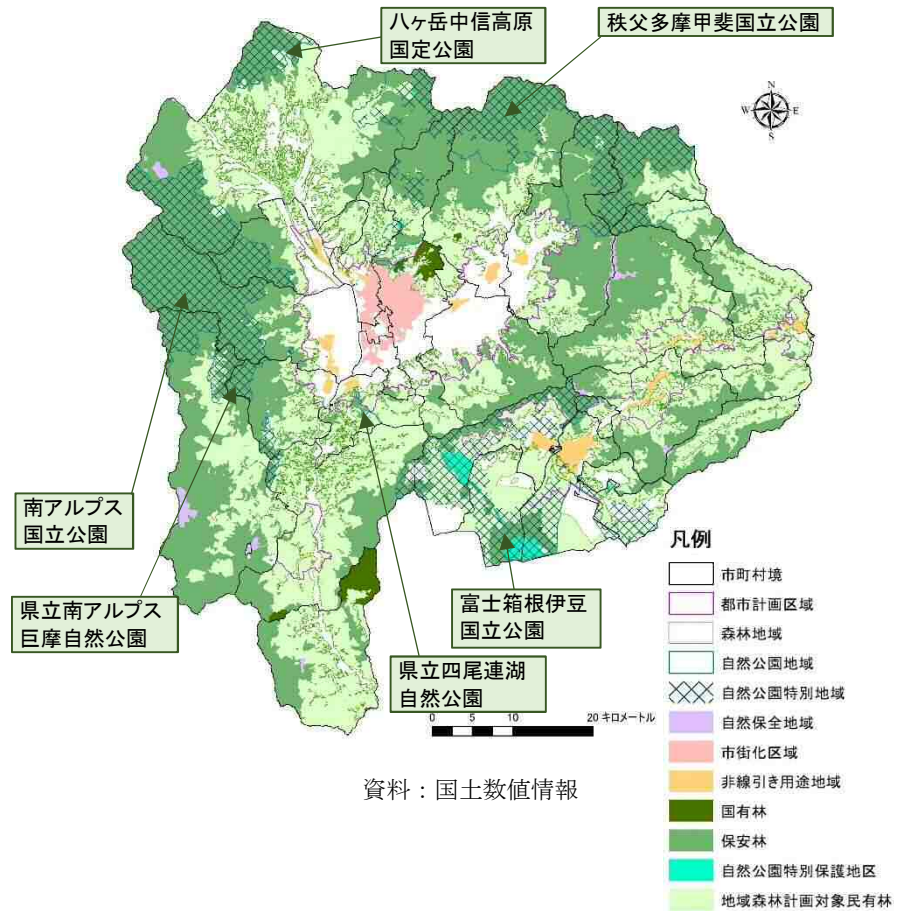 八ヶ岳中信高原
国定公園
秩父多摩甲斐国立公園
N
W E
S
南アルプス
国立公園
県立南アルプス
巨摩自然公園
富士箱根伊豆
国立公園
県立四尾連湖
自然公園
0 5 10 20 キロメートル
資料：国土数値情報
凡例
市町村境
都市計画区域
森林地域
自然公園地域
自然公園特別地域
自然保全地域
市街化区域
非線引き用途地域
国有林
保安林
自然公園特別保護地区
地域森林計画対象民有林